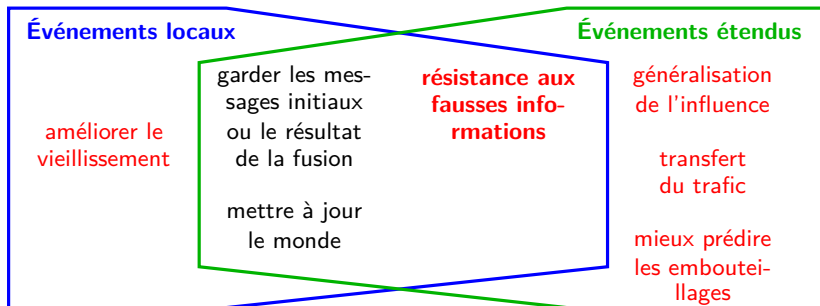 Événements locaux
Événements étendus
améliorer le
vieillissement
garder les mes-
sages initiaux
ou le résultat
de la fusion
mettre à jour
le monde
résistance aux
fausses info-
rmations
généralisation
de l'influence
transfert
du trafic
mieux prédire
les embouteil-
lages